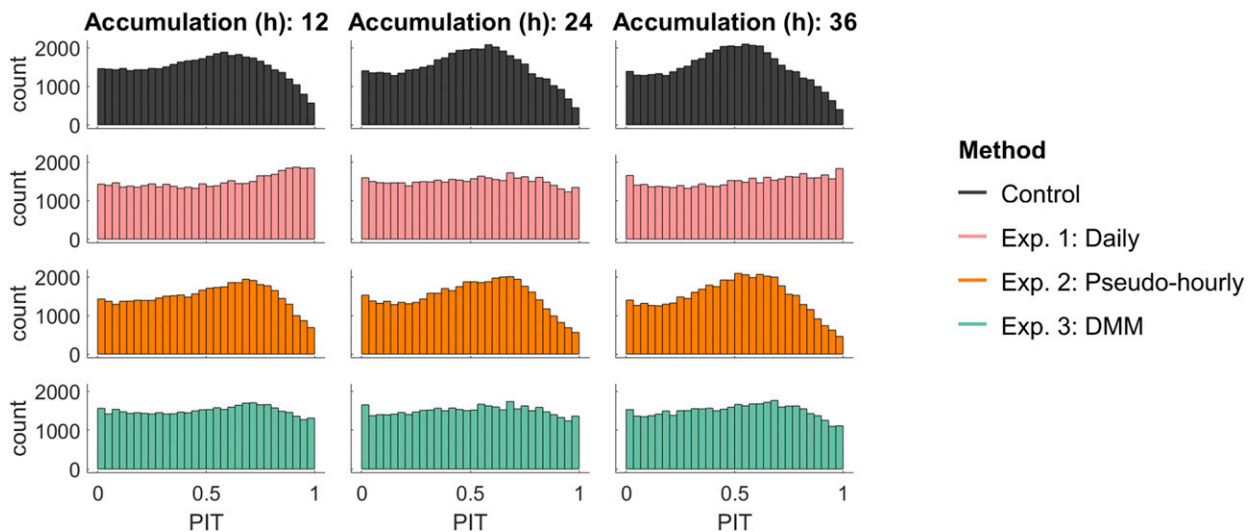 Accumulation (h): 12 Accumulation (h): 24 Accumulation (h): 36
count
2000
1000
0
count
2000
1000
0
count
2000
1000
0
count
2000
1000
0
0 0.5 1 0 0.5 1 0 0.5 1
PIT PIT PIT
Method
Control
Exp. 1: Daily
Exp. 2: Pseudo-hourly
Exp. 3: DMM